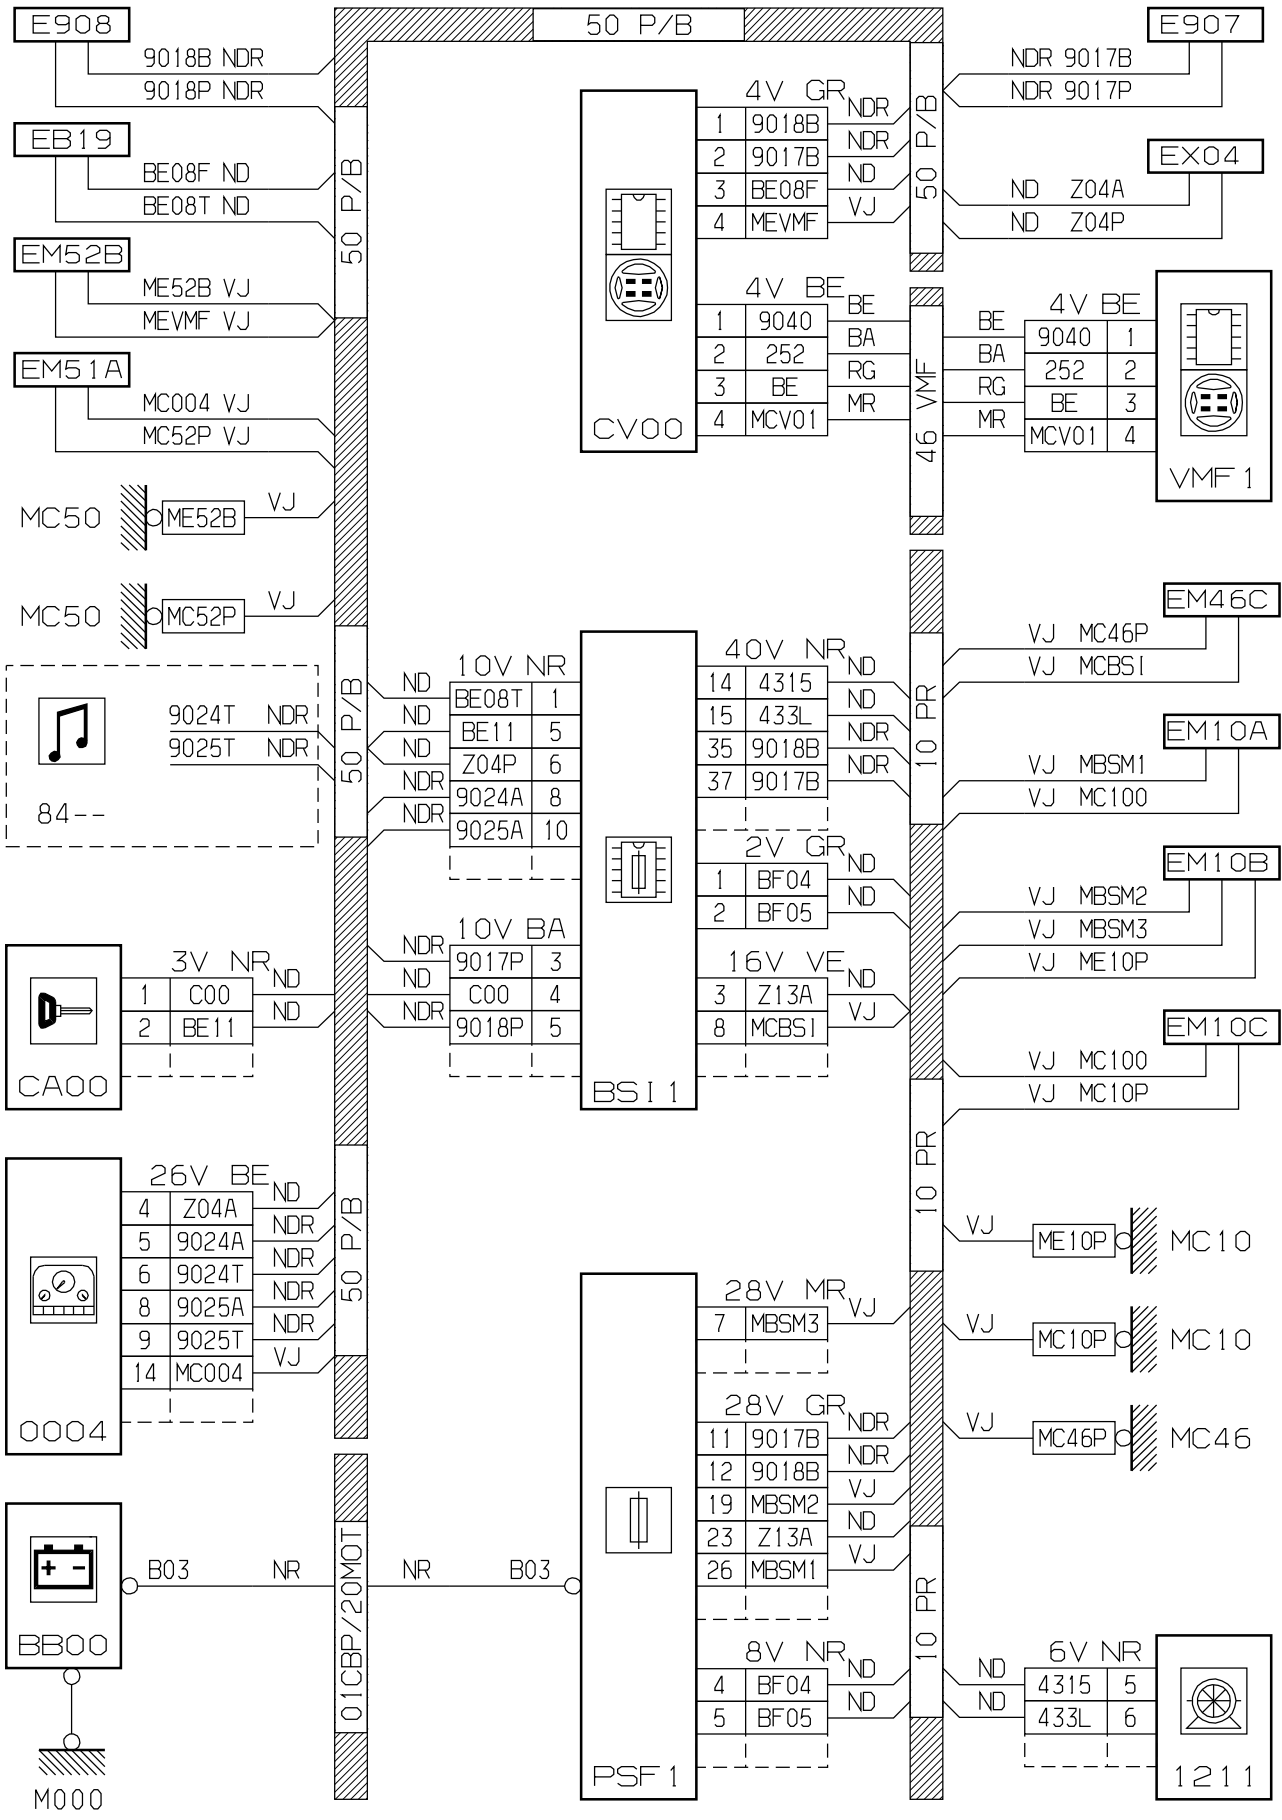 E908
50 P/B
E907
9018B NDR
9018P NDR
NDR 9017B
NDR 9017P
EB19
BE08F ND
BE08T ND
50 P/B
4V GR
1 9018B NDR
2 9017B NDR
3 BE08F ND
4 MEVMF VJ
50 P/B
EX04
ND Z04A
ND Z04P
EM52B
ME52B VJ
MEVMF VJ
4V BE
1 9040 BE
2 252 BA
3 BE RG
4 MCV01 MR
CV00
46 VMF
4V BE
BE 9040 1
BA 252 2
RG BE 3
MR MCV01 4
VMF1
EM51A
MC004 VJ
MC52P VJ
MC50 ME52B VJ
MC50 MC52P VJ
EM46C
VJ MC46P
VJ MCBSI
9024T NDR
9025T NDR
84--
50 P/B
10V NR
ND BE08T 1
ND BE11 5
ND Z04P 6
NDR 9024A 8
NDR 9025A 10
40V NR
14 4315 ND
15 433L ND
35 9018B NDR
37 9017B NDR
10 PR
EM10A
VJ MBSM1
VJ MC100
2V GR
1 BF04 ND
2 BF05 ND
EM10B
VJ MBSM2
VJ MBSM3
VJ ME10P
3V NR
1 C00 ND
2 BE11 ND
CA00
10V BA
NDR 9017P 3
ND C00 4
NDR 9018P 5
BSI1
16V VE
3 Z13A ND
8 MCBSI VJ
EM10C
VJ MC100
VJ MC10P
26V BE
4 Z04A ND
5 9024A NDR
6 9024T NDR
8 9025A NDR
9 9025T NDR
14 MC004 VJ
0004
50 P/B
10 PR
VJ ME10P MC10
VJ MC10P MC10
VJ MC46P MC46
28V MR
7 MBSM3 VJ
28V GR
11 9017B NDR
12 9018B NDR
19 MBSM2 VJ
23 Z13A ND
26 MBSM1 VJ
+ -
BB00
B03 NR
01CBP/20MOT
NR B03
M000
8V NR
4 BF04 ND
5 BF05 ND
PSF1
10 PR
6V NR
ND 4315 5
ND 433L 6
1211